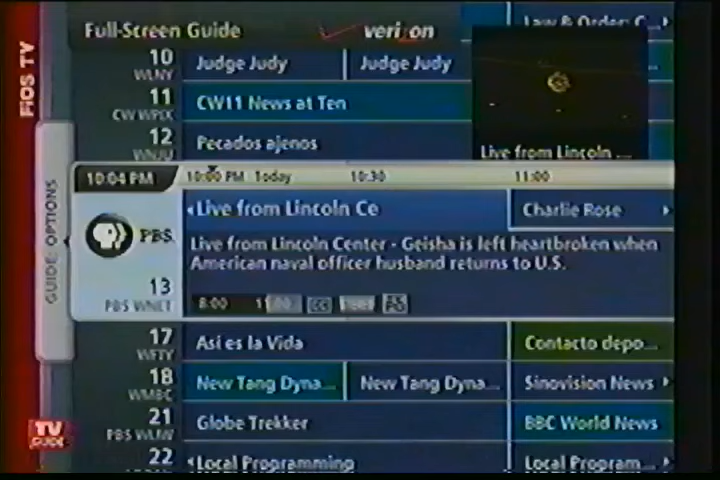 Full-Screen Guide
verizon
Law & Order: C...
FiOS TV
10
WLNY
Judge Judy
Judge Judy
11
CW WPIX
CW11 News at Ten
12
WNJU
Pecados ajenos
Live from Lincoln ...
10:04 PM
10:00 PM Today
10:30
11:00
GUIDE OPTIONS
PBS
Live from Lincoln Ce
Charlie Rose
Live from Lincoln Center - Geisha is left heartbroken when
American naval officer husband returns to U.S.
13
PBS WNET
8:00
CC
17
Asi es la Vida
Contacto depo...
18
WMBC
New Tang Dyna...
New Tang Dyna...
Sinovision News
21
PBS WLIW
Globe Trekker
BBC World News
TV
GUIDE
22
Local Programming
Local Program...